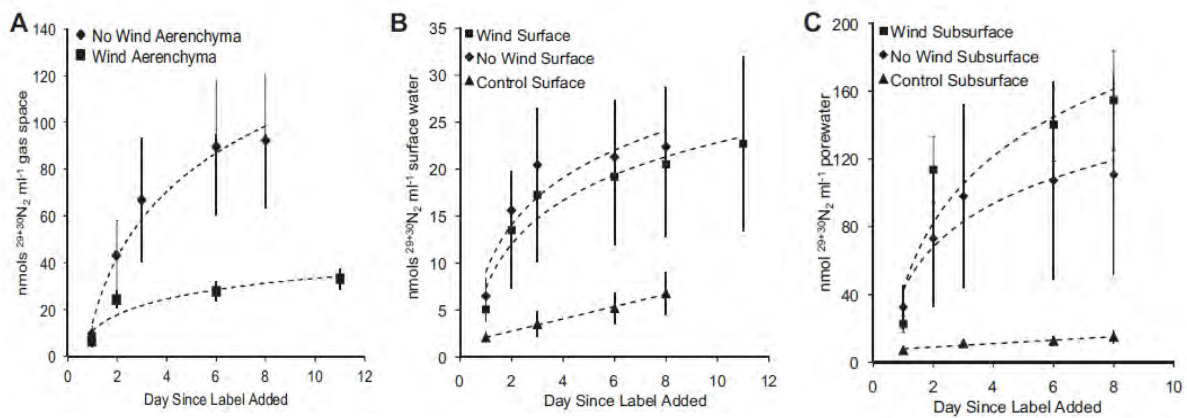 A
nmols ²⁹⁺³⁰N₂ ml⁻¹ gas space
140
120
100
80
60
40
20
0
No Wind Aerenchyma
Wind Aerenchyma
0 2 4 6 8 10 12
Day Since Label Added
B
nmols ²⁹⁺³⁰N₂ ml⁻¹ surface water
35
30
25
20
15
10
5
0
Wind Surface
No Wind Surface
Control Surface
0 2 4 6 8 10 12
Day Since Label Added
C
nmol ²⁹⁺³⁰N₂ ml⁻¹ porewater
200
160
120
80
40
0
Wind Subsurface
No Wind Subsurface
Control Subsurface
0 2 4 6 8 10
Day Since Label Added